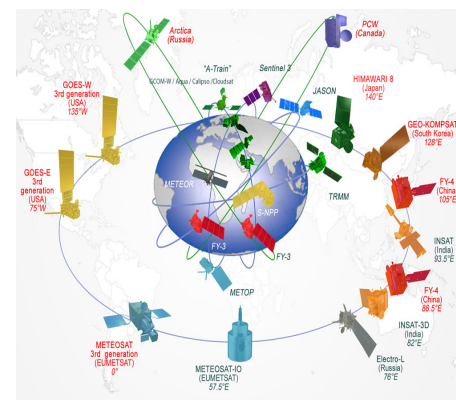 Arctica
(Russia)
PCW
(Canada)
"A-Train"
GCOM-W / Aqua / Calipso /Cloudsat
Sentinel 3
JASON
HIMAWARI 8
(Japan)
140°E
GOES-W
3rd generation
(USA)
135°W
GEO-KOMPSAT
(South Korea)
128°E
GOES-E
3rd
generation
(USA)
75°W
METEOR
S-NPP
TRMM
FY-4
(China)
105°E
FY-3
FY-3
INSAT
(India)
93.5°E
METOP
FY-4
(China)
86.5°E
INSAT-3D
(India)
82°E
METEOSAT
3rd generation
(EUMETSAT)
0°
METEOSAT-IO
(EUMETSAT)
57.5°E
Electro-L
(Russia)
76°E